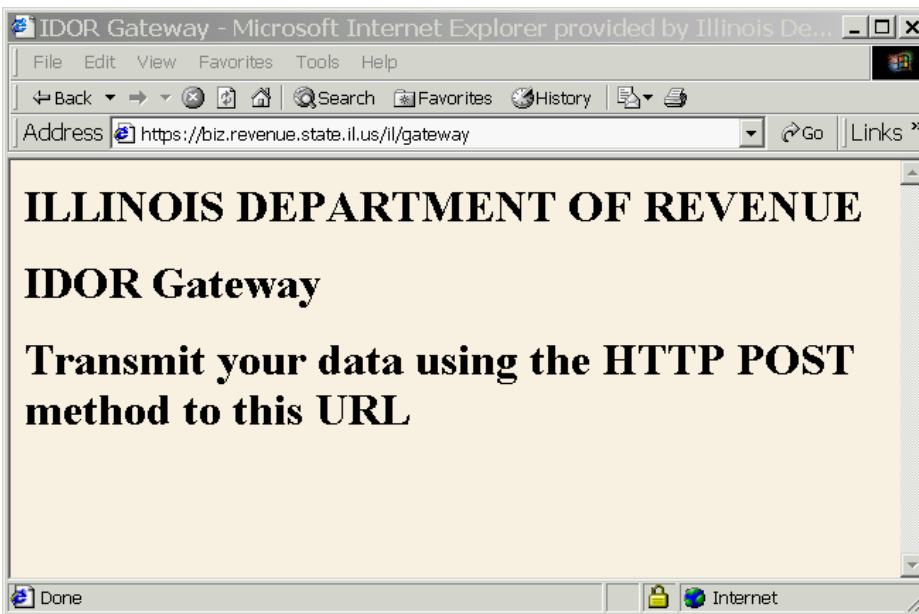 IDOR Gateway - Microsoft Internet Explorer provided by Illinois De...
File Edit View Favorites Tools Help
Back Search Favorites History
Address https://biz.revenue.state.il.us/il/gateway Go Links »
ILLINOIS DEPARTMENT OF REVENUE
IDOR Gateway
Transmit your data using the HTTP POST
method to this URL
Done Internet